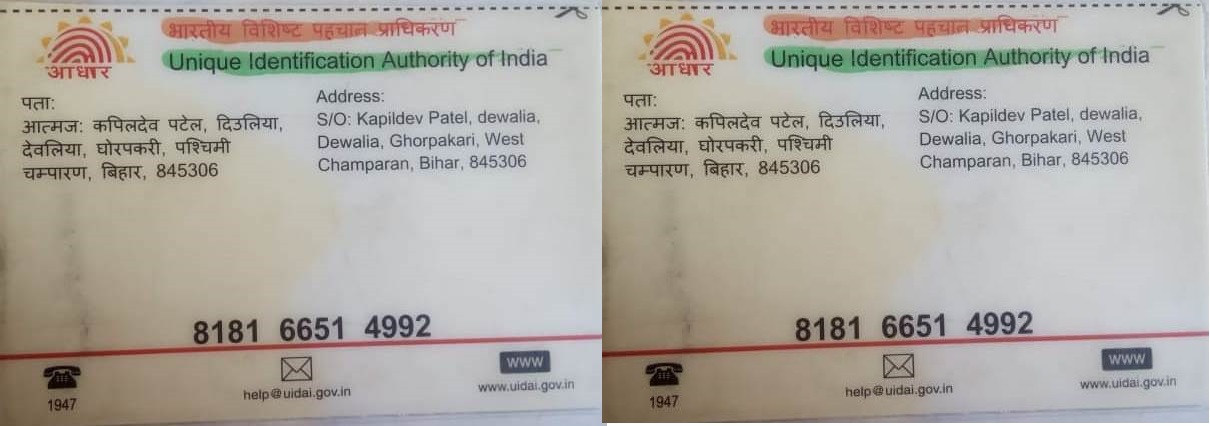 भारतीय विशिष्ट पहचान प्राधिकरण
Unique Identification Authority of India
आधार
पता:
आत्मज: कपिलदेव पटेल, दिउलिया,
देवलिया, घोरपकरी, पश्चिमी
चम्पारण, बिहार, 845306
Address:
S/O: Kapildev Patel, dewalia,
Dewalia, Ghorpakari, West
Champaran, Bihar, 845306
8181 6651 4992
1947
help@uidai.gov.in
www
www.uidai.gov.in
भारतीय विशिष्ट पहचान प्राधिकरण
Unique Identification Authority of India
आधार
पता:
आत्मज: कपिलदेव पटेल, दिउलिया,
देवलिया, घोरपकरी, पश्चिमी
चम्पारण, बिहार, 845306
Address:
S/O: Kapildev Patel, dewalia,
Dewalia, Ghorpakari, West
Champaran, Bihar, 845306
8181 6651 4992
1947
help@uidai.gov.in
www
www.uidai.gov.in